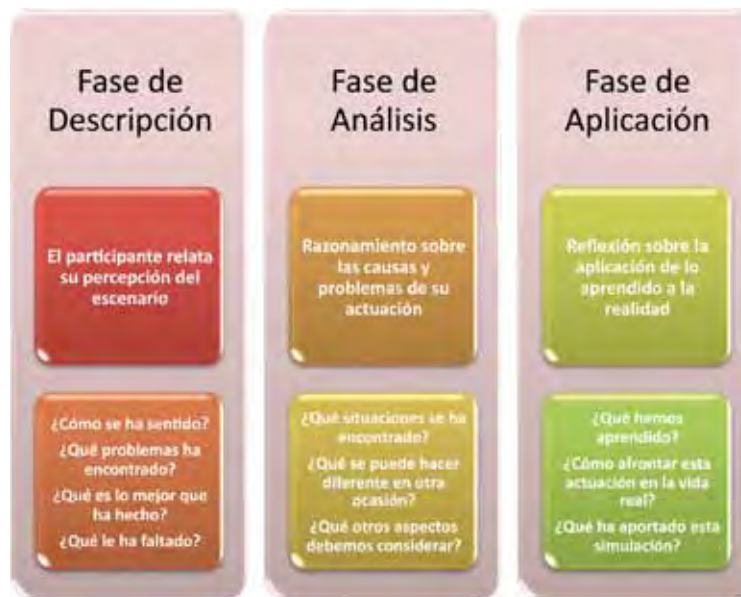 Fase de
Descripción
El participante relata
su percepción del
escenario
¿Cómo se ha sentido?
¿Qué problemas ha
encontrado?
¿Qué es lo mejor que
ha hecho?
¿Qué le ha faltado?
Fase de
Análisis
Razonamiento sobre
las causas y
problemas de su
actuación
¿Qué situaciones se ha
encontrado?
¿Qué se puede hacer
diferente en otra
ocasión?
¿Qué otros aspectos
debemos considerar?
Fase de
Aplicación
Reflexión sobre la
aplicación de lo
aprendido a la
realidad
¿Qué hemos
aprendido?
¿Cómo afrontar esta
actuación en la vida
real?
¿Qué ha aportado esta
simulación?